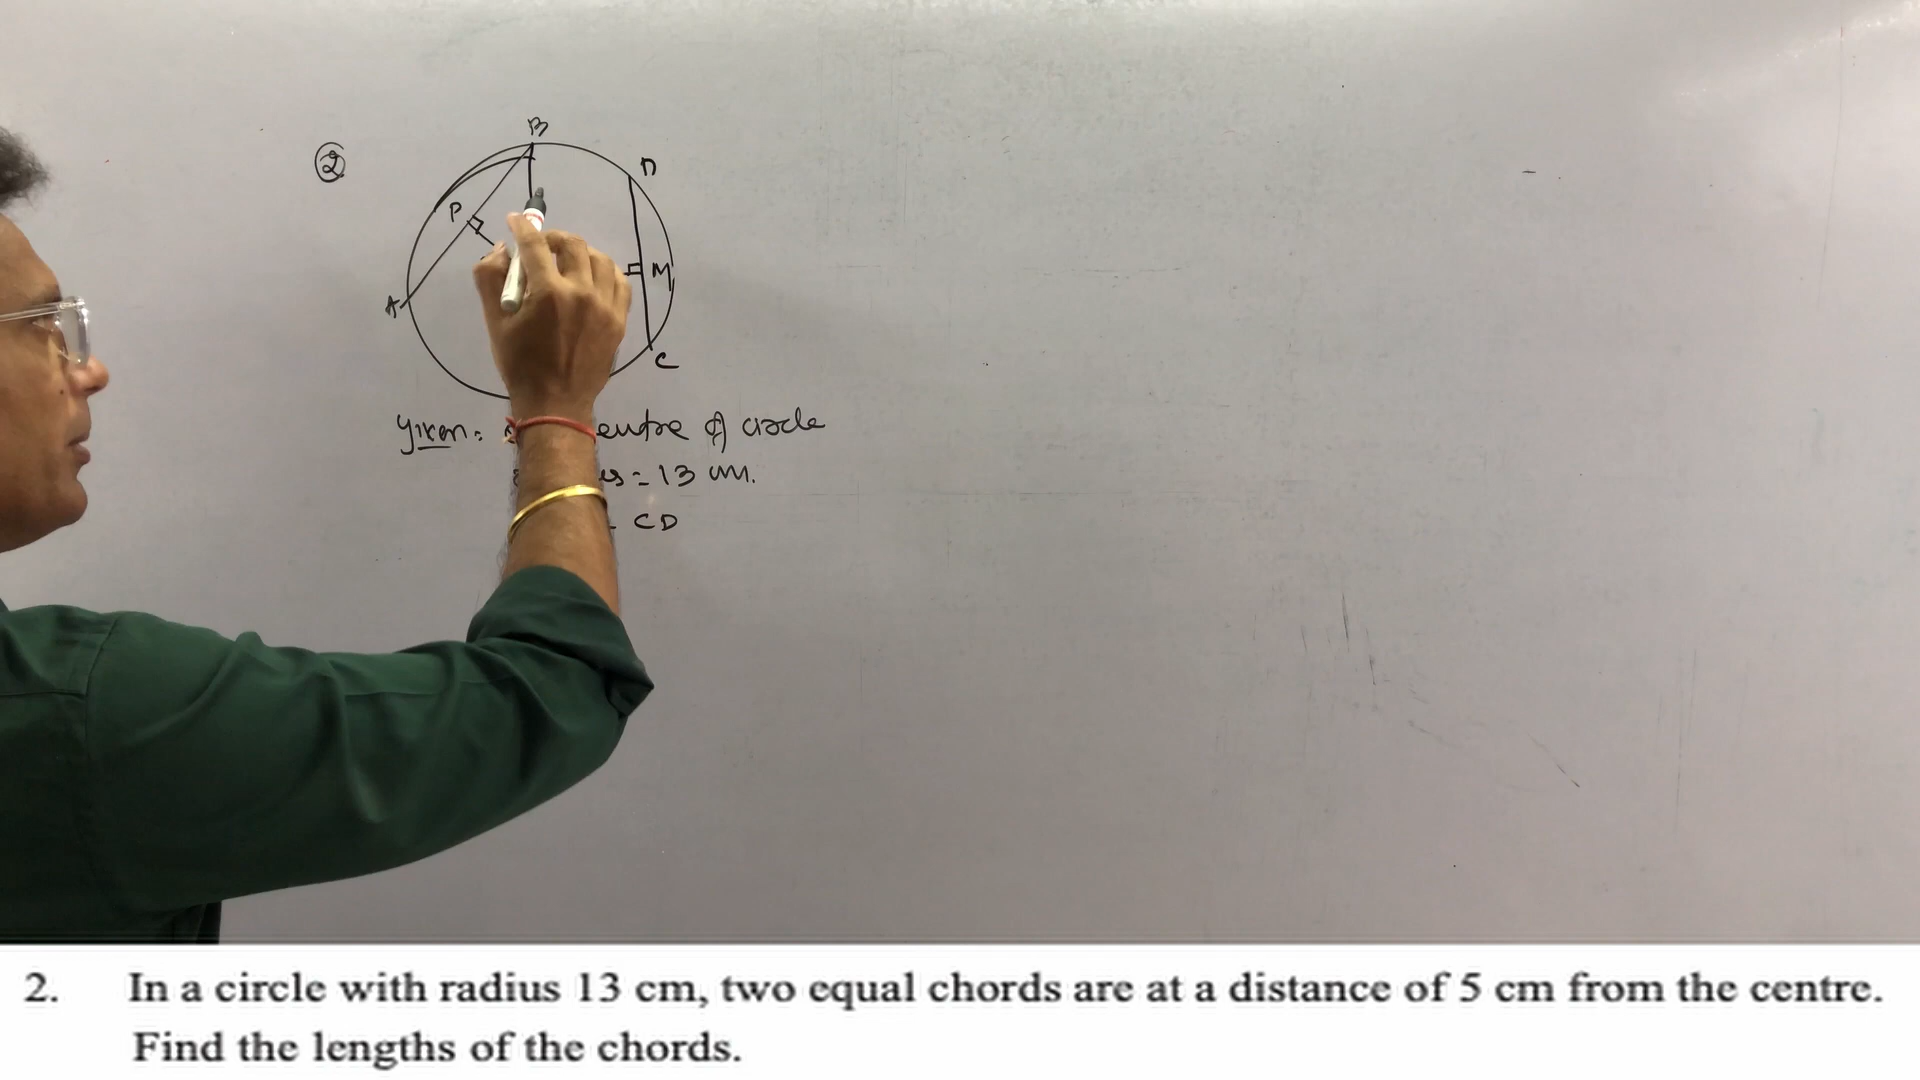 ②
B
D
P
M
A
C
Given: centre of circle
= 13 cm.
CD
2. In a circle with radius 13 cm, two equal chords are at a distance of 5 cm from the centre.
Find the lengths of the chords.